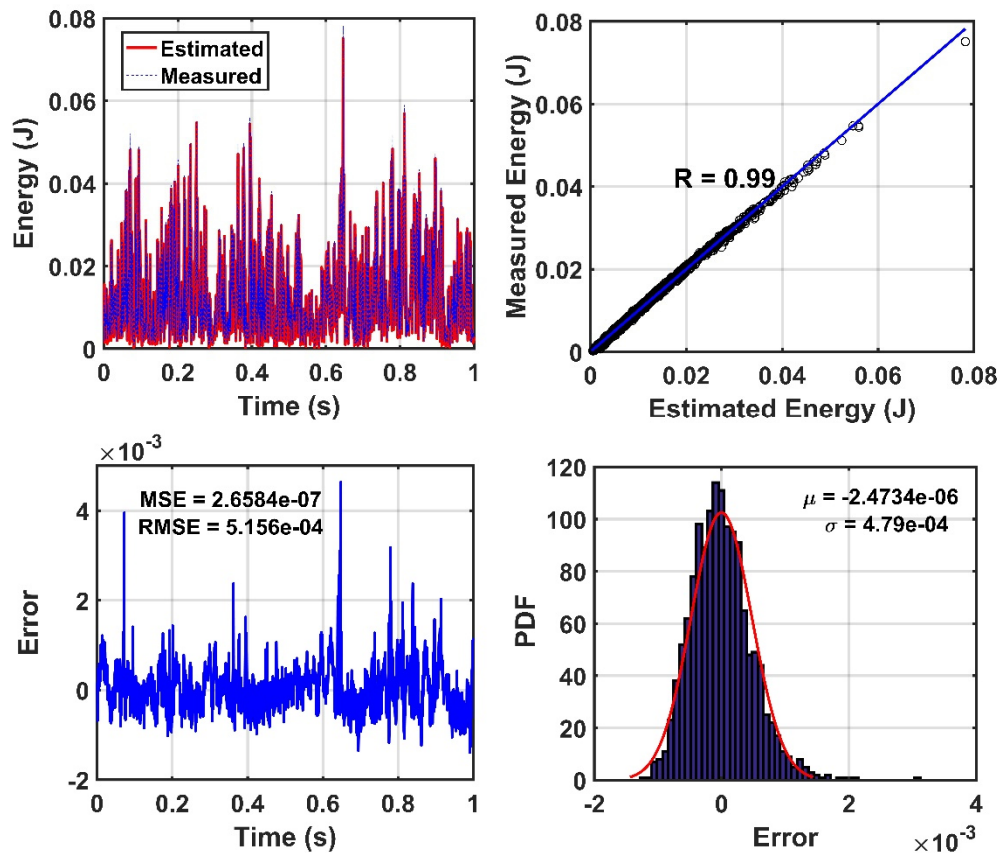 0.08
0.06
0.04
0.02
0
Energy (J)
Estimated
Measured
0 0.2 0.4 0.6 0.8 1
Time (s)
0.08
0.06
0.04
0.02
0
Measured Energy (J)
R = 0.99
0 0.02 0.04 0.06 0.08
Estimated Energy (J)
×10⁻³
4
2
0
-2
Error
MSE = 2.6584e-07
RMSE = 5.156e-04
0 0.2 0.4 0.6 0.8 1
Time (s)
120
100
80
60
40
20
0
PDF
μ = -2.4734e-06
σ = 4.79e-04
-2 0 2 4
Error
×10⁻³